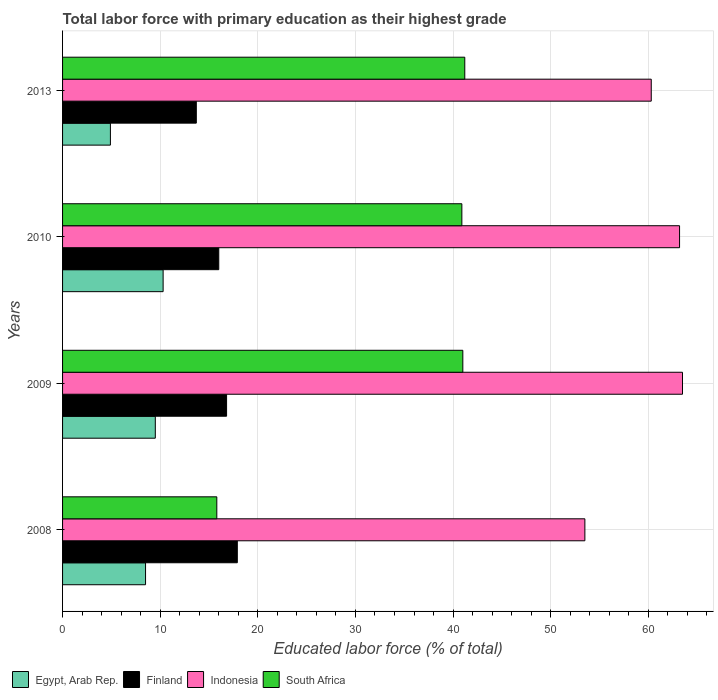 Total labor force with primary education as their highest grade
2013
2010
2009
2008
Years
0
10
20
30
40
50
60
Educated labor force (% of total)
Egypt, Arab Rep.
Finland
Indonesia
South Africa